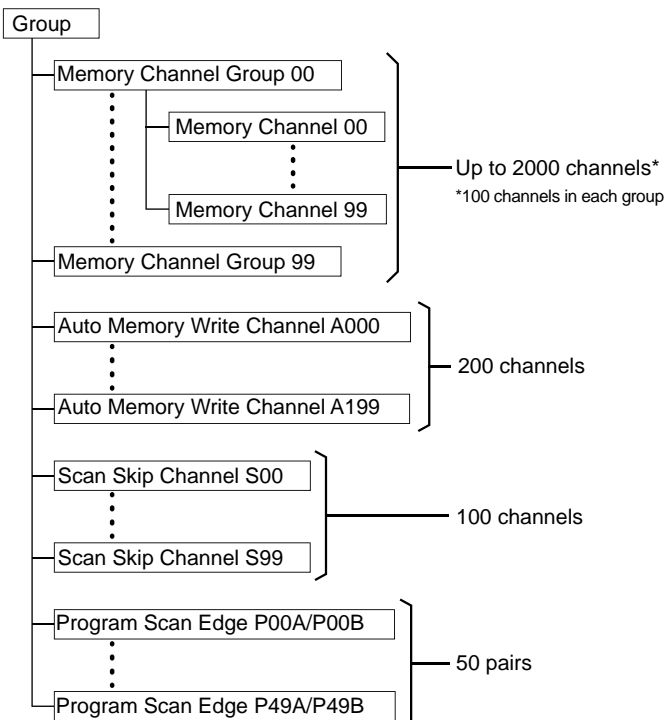 Group
Memory Channel Group 00
Memory Channel 00
Memory Channel 99
Up to 2000 channels*
*100 channels in each group
Memory Channel Group 99
Auto Memory Write Channel A000
200 channels
Auto Memory Write Channel A199
Scan Skip Channel S00
100 channels
Scan Skip Channel S99
Program Scan Edge P00A/P00B
50 pairs
Program Scan Edge P49A/P49B